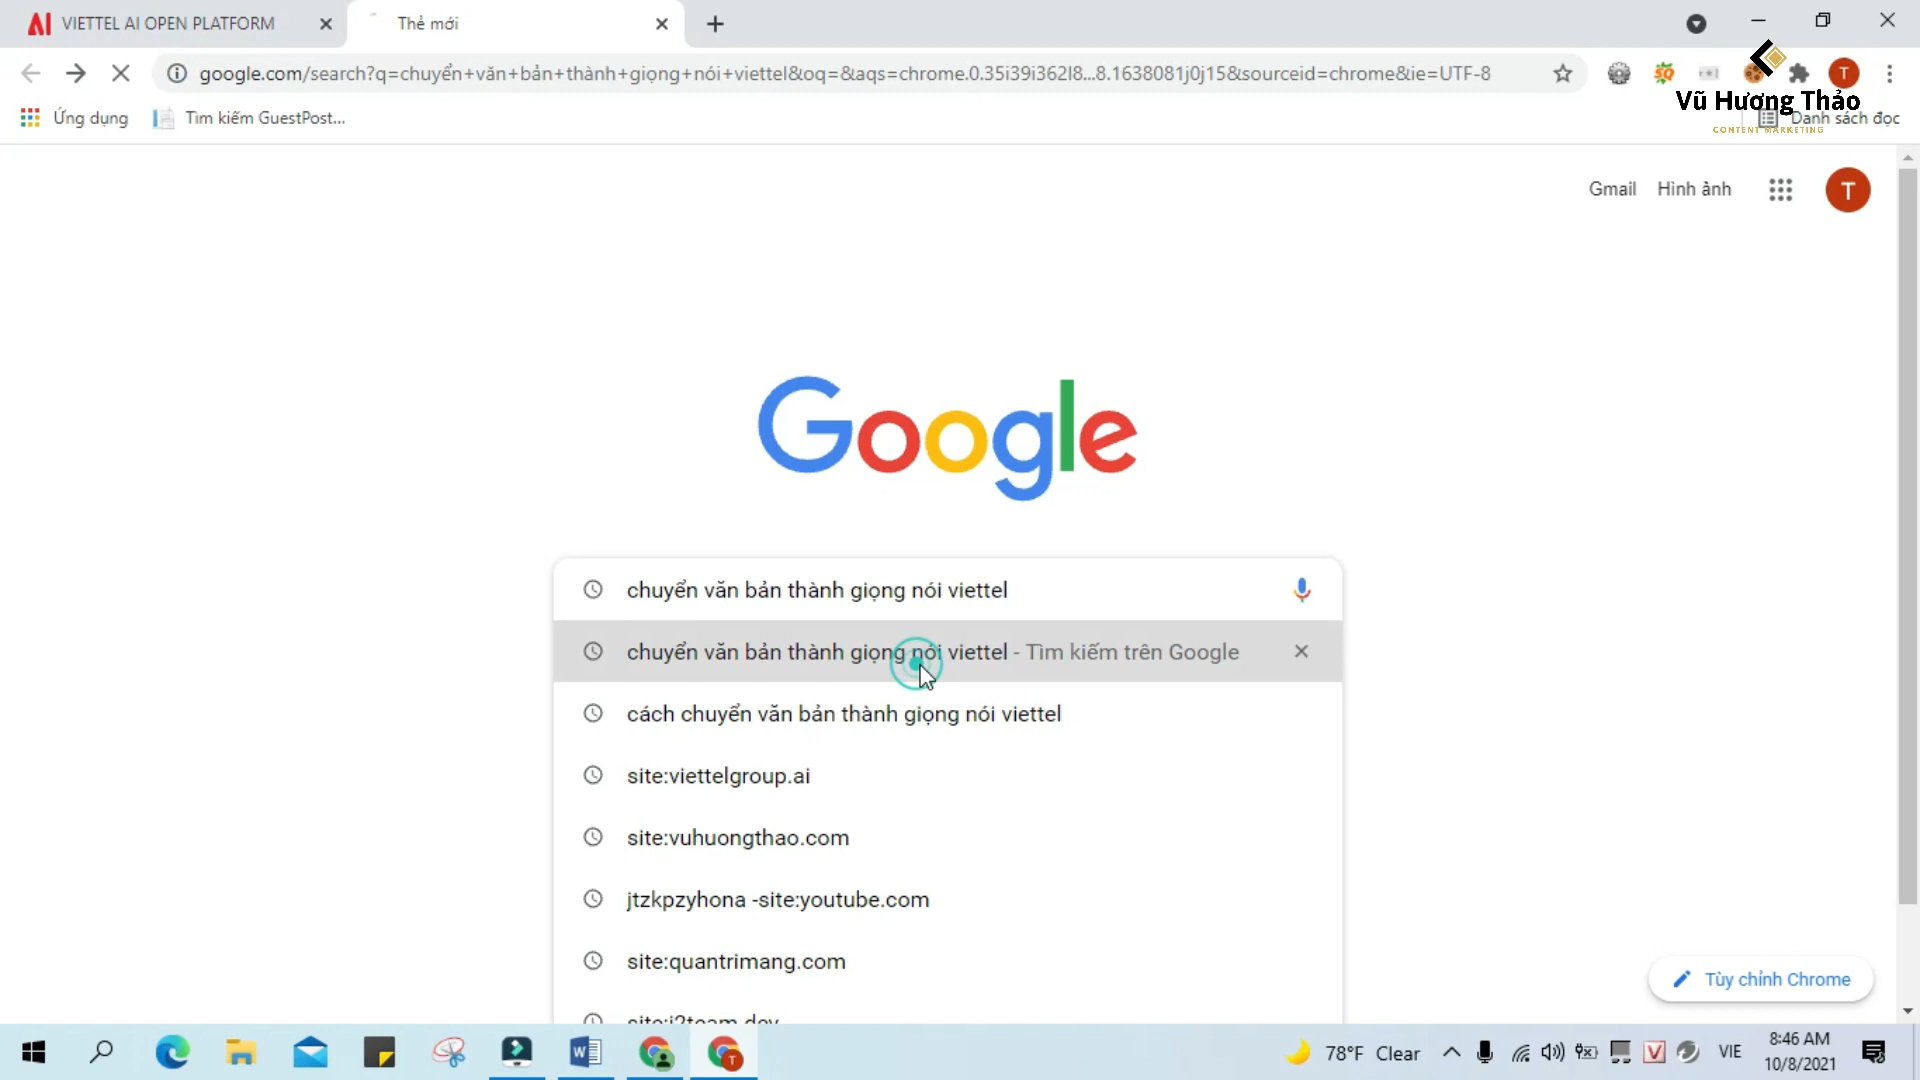 VIETTEL AI OPEN PLATFORM
Thẻ mới
google.com/search?q=chuyển+văn+bản+thành+giọng+nói+viettel&oq=&aqs=chrome.0.35i39i362l8...8.1638081j0j15&sourceid=chrome&ie=UTF-8
T
Vũ Hương Thảo
CONTENT MARKETING
Ứng dụng
Tìm kiếm GuestPost...
Danh sách đọc
Gmail
Hình ảnh
T
Google
chuyển văn bản thành giọng nói viettel
chuyển văn bản thành giọng nói viettel - Tìm kiếm trên Google
cách chuyển văn bản thành giọng nói viettel
site:viettelgroup.ai
site:vuhuongthao.com
jtzkpzyhona -site:youtube.com
site:quantrimang.com
site:j2team.dev
Tùy chỉnh Chrome
78°F Clear
VIE
8:46 AM
10/8/2021